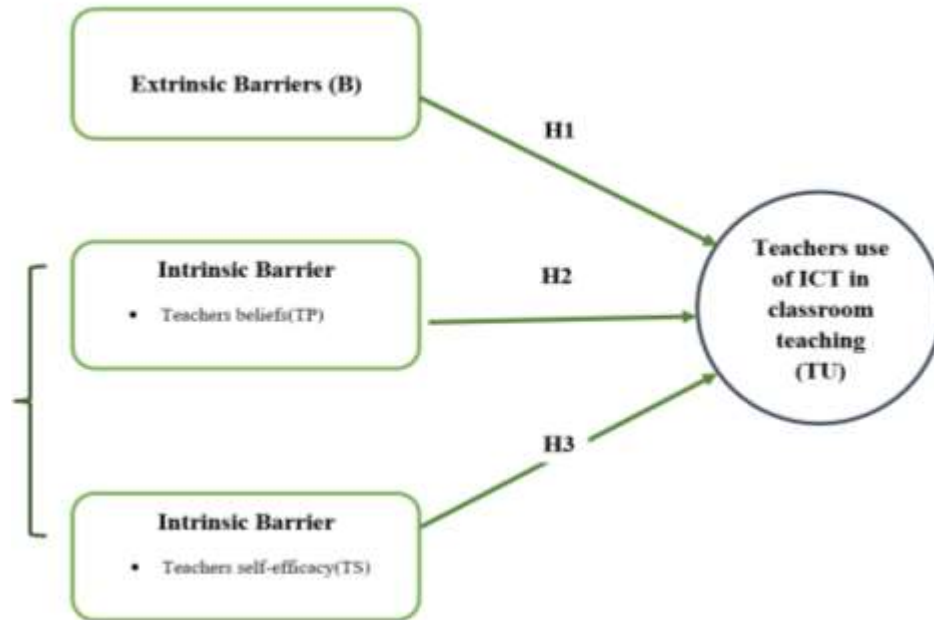 Extrinsic Barriers (B)
H1
Intrinsic Barrier
• Teachers beliefs(TP)
H2
Teachers use
of ICT in
classroom
teaching
(TU)
H3
Intrinsic Barrier
• Teachers self-efficacy(TS)